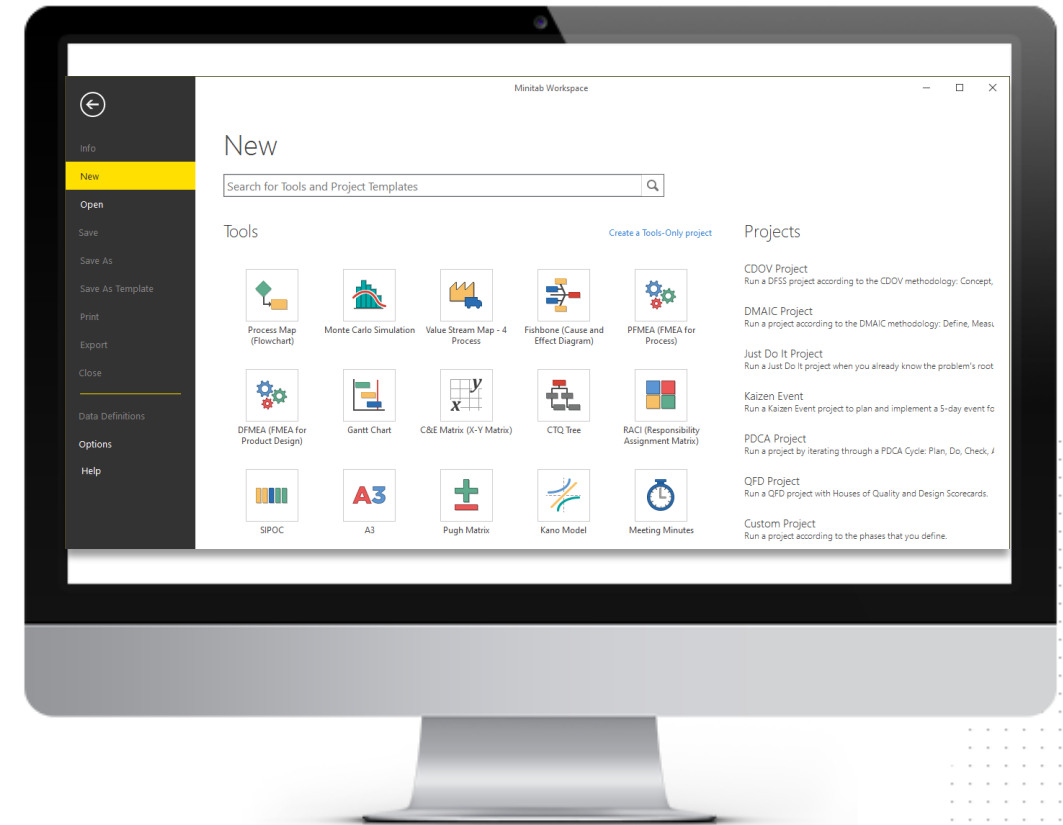 Minitab Workspace
Info
New
Open
Save
Save As
Save As Template
Print
Export
Close
Data Definitions
Options
Help
New
Search for Tools and Project Templates
Tools
Create a Tools-Only project
Process Map
(Flowchart)
Monte Carlo Simulation
Value Stream Map - 4
Process
Fishbone (Cause and
Effect Diagram)
PFMEA (FMEA for
Process)
DFMEA (FMEA for
Product Design)
Gantt Chart
y
x
C&E Matrix (X-Y Matrix)
CTQ Tree
RACI (Responsibility
Assignment Matrix)
SIPOC
A3
A3
Pugh Matrix
Kano Model
Meeting Minutes
Projects
CDOV Project
Run a DFSS project according to the CDOV methodology: Concept,
DMAIC Project
Run a project according to the DMAIC methodology: Define, Measu
Just Do It Project
Run a Just Do It project when you already know the problem's root
Kaizen Event
Run a Kaizen Event project to plan and implement a 5-day event fo
PDCA Project
Run a project by iterating through a PDCA Cycle: Plan, Do, Check,
QFD Project
Run a QFD project with Houses of Quality and Design Scorecards.
Custom Project
Run a project according to the phases that you define.